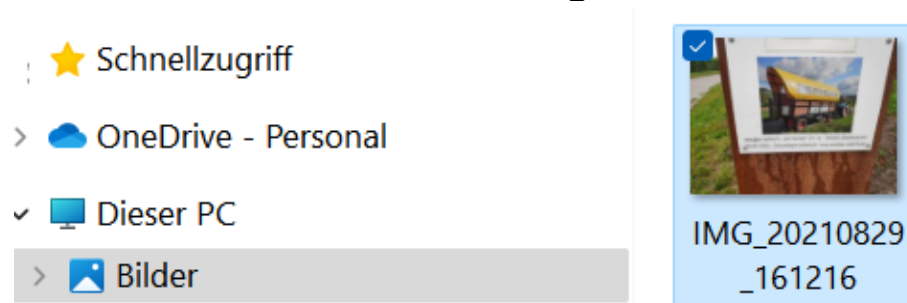 Schnellzugriff
OneDrive - Personal
Dieser PC
Bilder
IMG_20210829
_161216